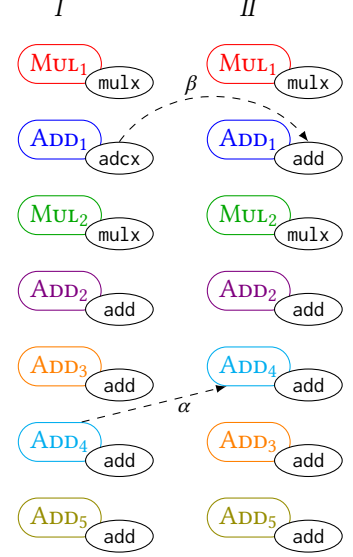 I II
MUL1 mulx MUL1 mulx
β
ADD1 adcx ADD1 add
MUL2 mulx MUL2 mulx
ADD2 add ADD2 add
ADD3 add ADD4 add
α
ADD4 add ADD3 add
ADD5 add ADD5 add